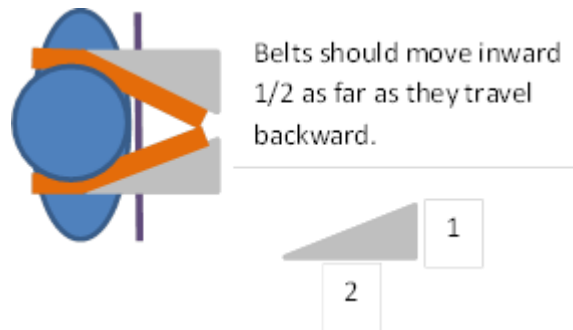 Belts should move inward
1/2 as far as they travel
backward.
1
2